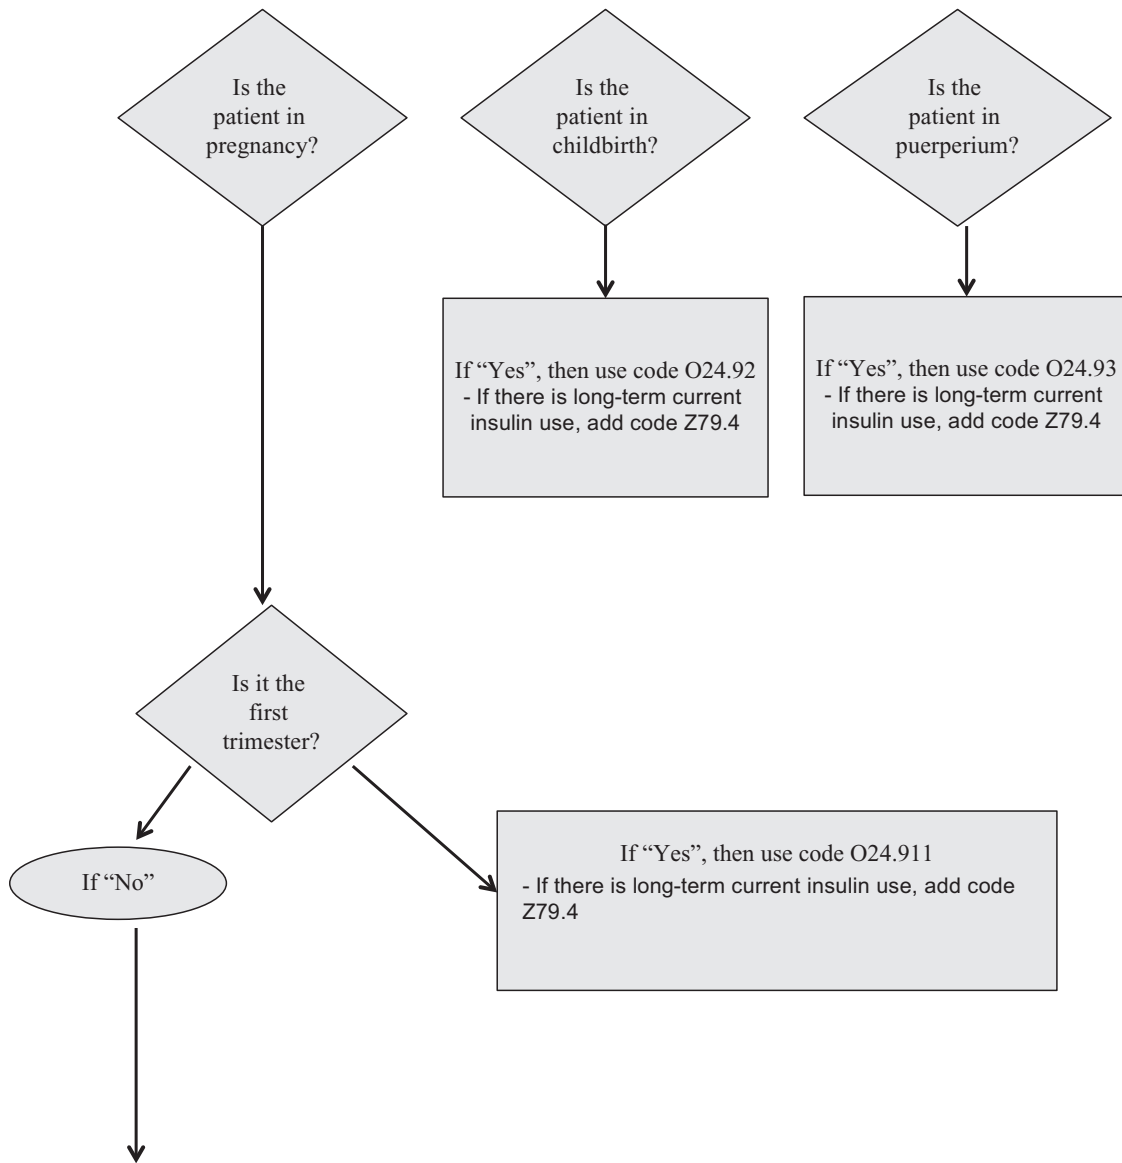 Is the
patient in
pregnancy?
Is the
patient in
childbirth?
Is the
patient in
puerperium?
If “Yes”, then use code O24.92
- If there is long-term current
insulin use, add code Z79.4
If “Yes”, then use code O24.93
- If there is long-term current
insulin use, add code Z79.4
Is it the
first
trimester?
If “No”
If “Yes”, then use code O24.911
- If there is long-term current insulin use, add code
Z79.4